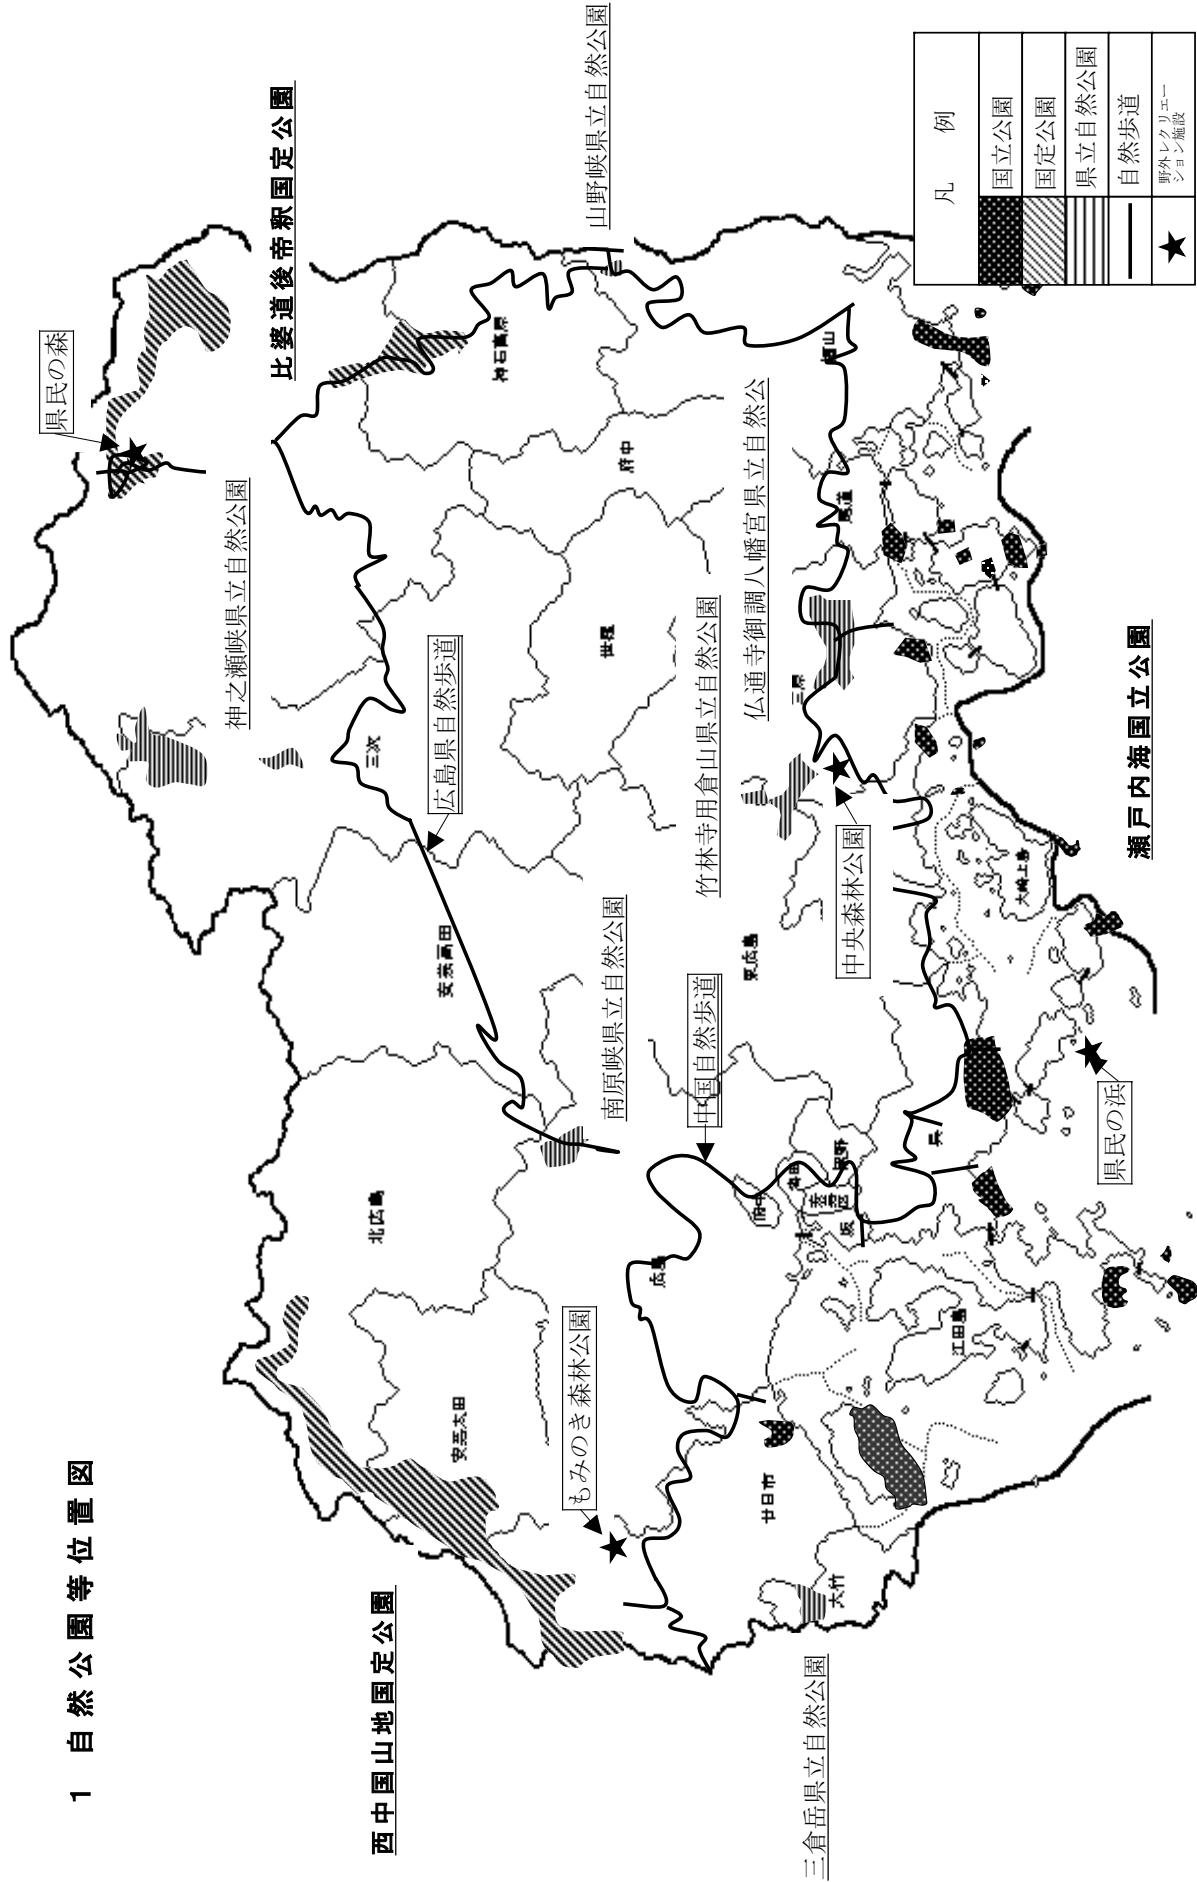 1 自然公園等位置図
県民の森
比婆道後帝釈国定公園
神之瀬峡県立自然公園
山野峡県立自然公園
西中国山地国定公園
広島県自然歩道
南原峡県立自然公園
竹林寺用倉山県立自然公園
仏通寺御調八幡宮県立自然公
もみのき森林公園
中国自然歩道
中央森林公園
三倉岳県立自然公園
県民の浜
瀬戸内海国立公園
北広島
安芸太田
安芸高田
三次
神石高原
府中
世羅
福山
尾道
三原
東広島
広島
府中
海田
熊野
安芸区
坂
呉
江田島
大崎上島
廿日市
大竹
凡例
国立公園
国定公園
県立自然公園
自然歩道
野外レクリエー
ション施設